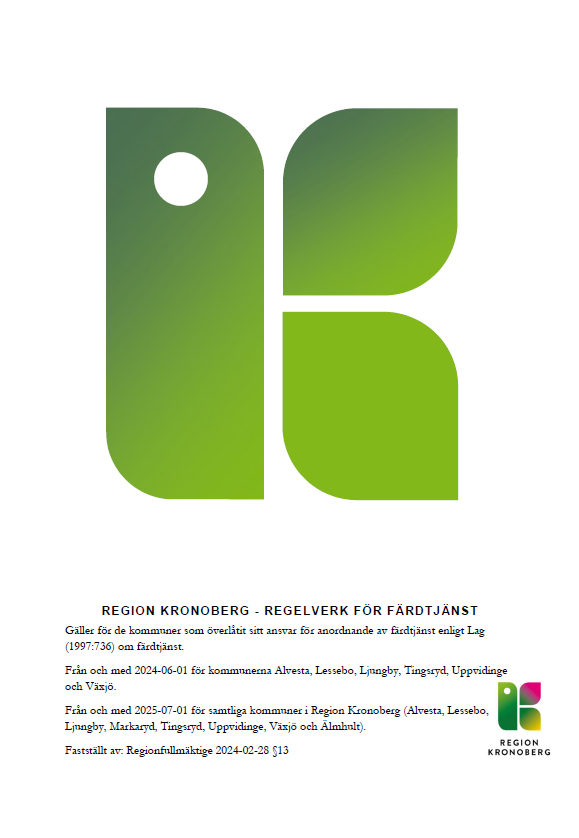 REGION KRONOBERG - REGELVERK FÖR FÄRDTJÄNST
Gäller för de kommuner som överlåtit sitt ansvar för anordnande av färdtjänst enligt Lag
(1997:736) om färdtjänst.
Från och med 2024-06-01 för kommunerna Alvesta, Lessebo, Ljungby, Tingsryd, Uppvidinge
och Växjö.
Från och med 2025-07-01 för samtliga kommuner i Region Kronoberg (Alvesta, Lessebo,
Ljungby, Markaryd, Tingsryd, Uppvidinge, Växjö och Älmhult).
Fastställt av: Regionfullmäktige 2024-02-28 §13
REGION
KRONOBERG